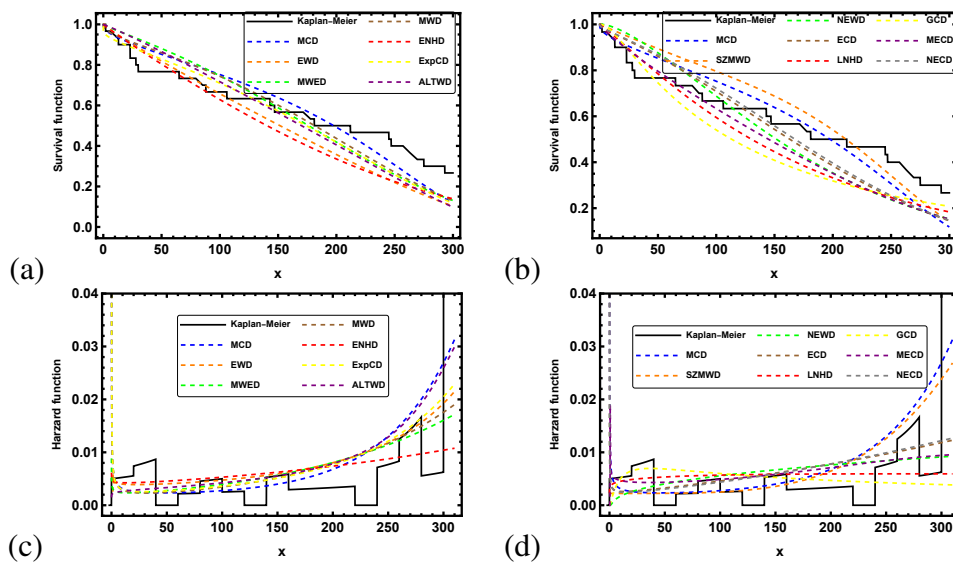 Kaplan-Meier MWD
MCD ENHD
EWD ExpCD
MWED ALTWD
Survival function
1.0
0.8
0.6
0.4
0.2
0.0
0 50 100 150 200 250 300
x
(a)
Kaplan-Meier NEWD GCD
MCD ECD MECD
SZMWD LNHD NECD
Survival function
1.0
0.8
0.6
0.4
0.2
0 50 100 150 200 250 300
x
(b)
Kaplan-Meier MWD
MCD ENHD
EWD ExpCD
MWED ALTWD
Harzard function
0.04
0.03
0.02
0.01
0.00
0 50 100 150 200 250 300
x
(c)
Kaplan-Meier NEWD GCD
MCD ECD MECD
SZMWD LNHD NECD
Harzard function
0.04
0.03
0.02
0.01
0.00
0 50 100 150 200 250 300
x
(d)